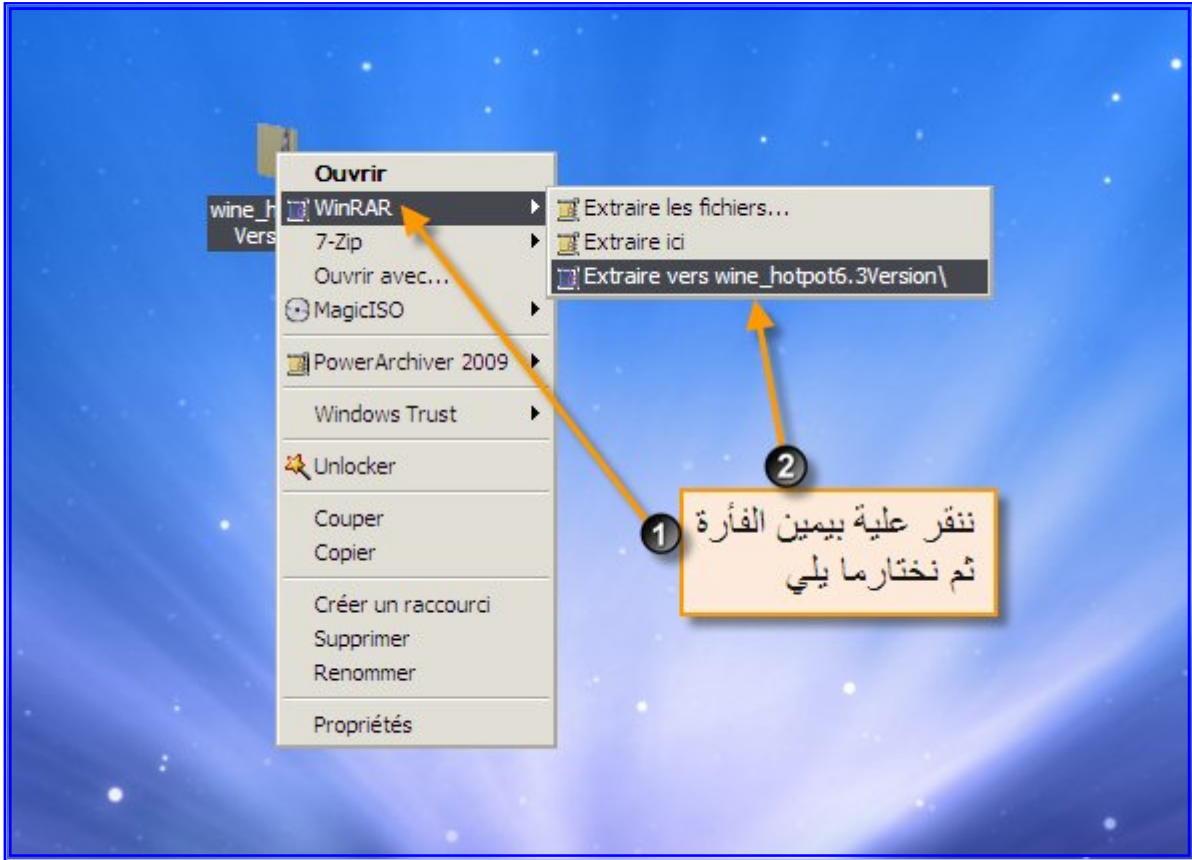 Ouvrir
wine_h
Vers
WinRAR
7-Zip
Ouvrir avec...
MagicISO
PowerArchiver 2009
Windows Trust
Unlocker
Couper
Copier
Créer un raccourci
Supprimer
Renommer
Propriétés
Extraire les fichiers...
Extraire ici
Extraire vers wine_hotpot6.3Version\
2
1
ننقر علية بيمين الفأرة
ثم نختارما يلي